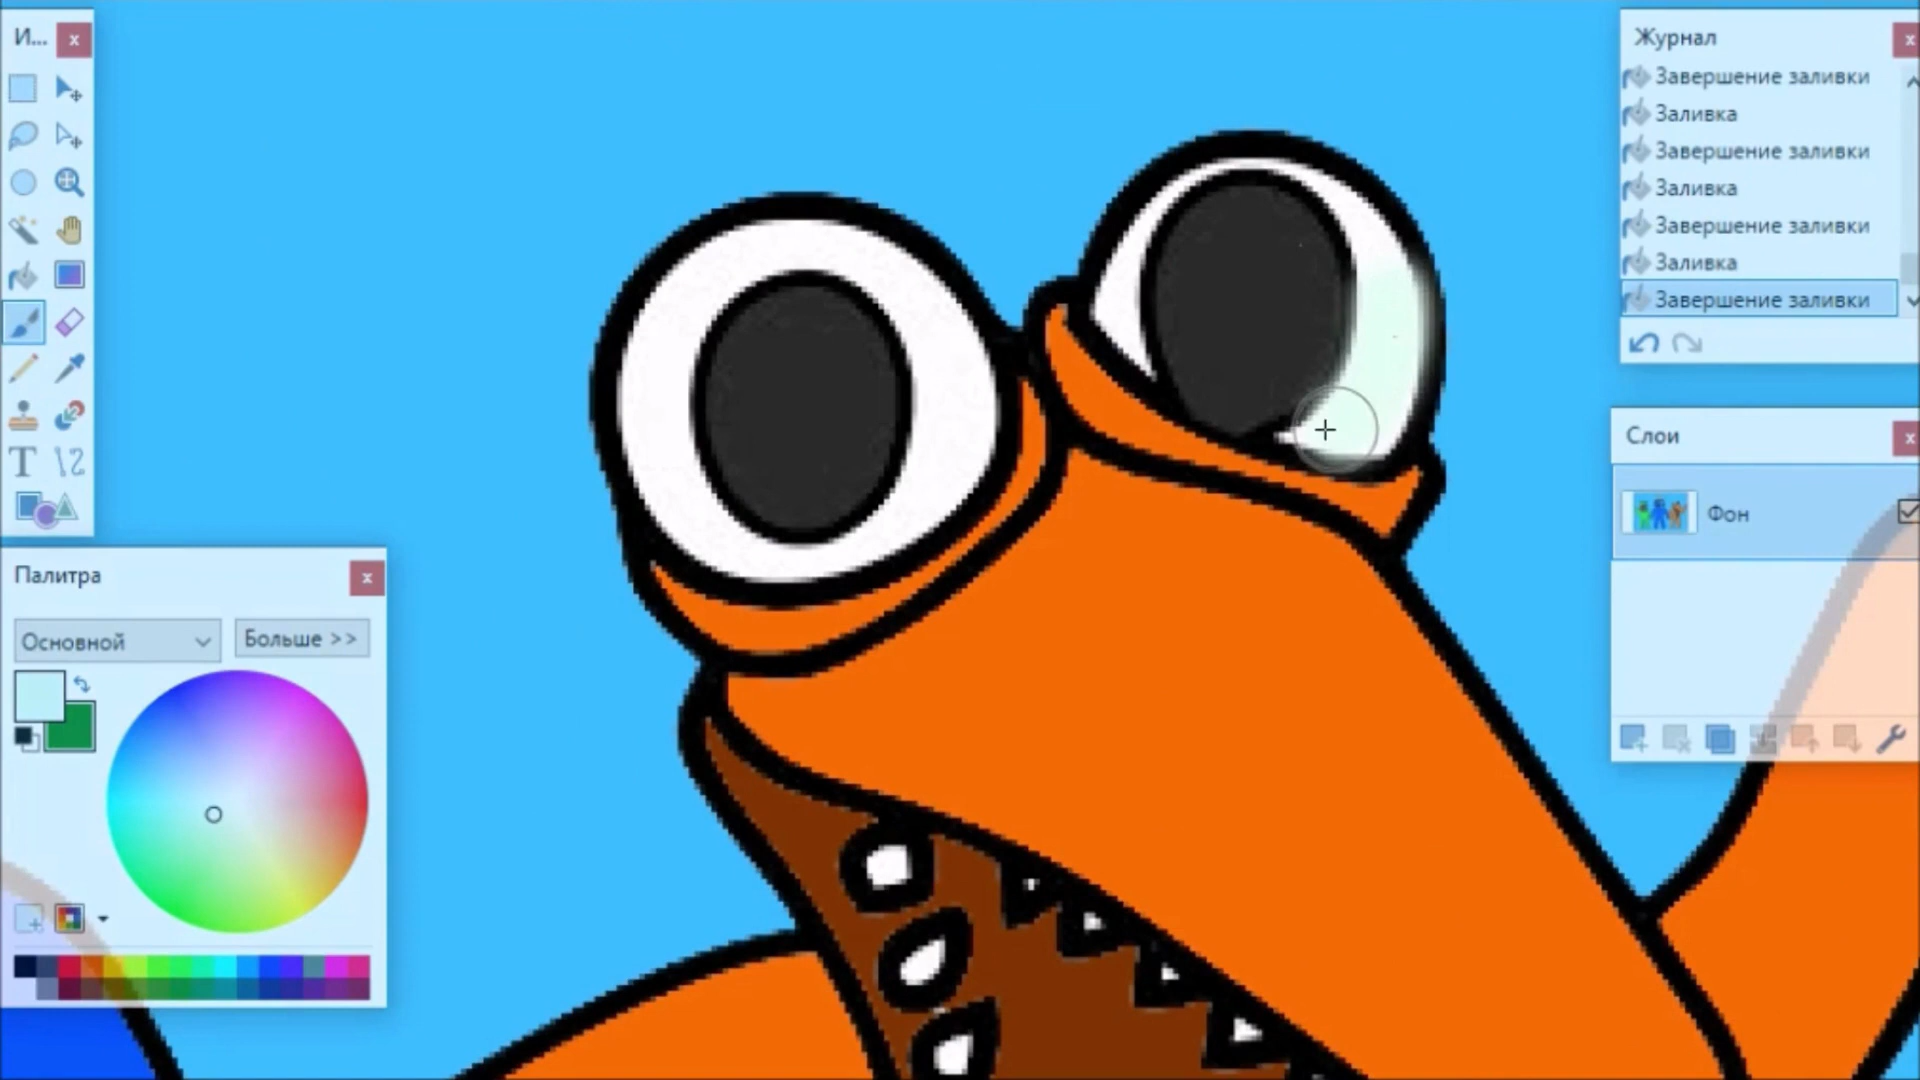 И...
Журнал
Завершение заливки
Заливка
Завершение заливки
Заливка
Завершение заливки
Заливка
Завершение заливки
Слои
Фон
Палитра
Основной
Больше >>